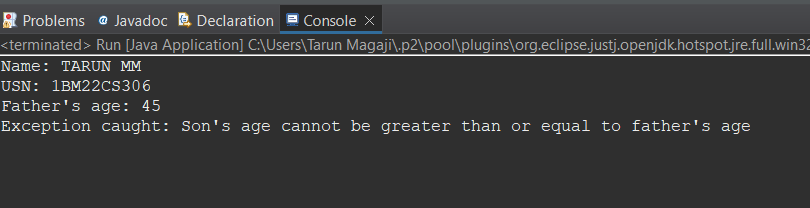 Problems @ Javadoc Declaration Console
<terminated> Run [Java Application] C:\Users\Tarun Magaji\.p2\pool\plugins\org.eclipse.justj.openjdk.hotspot.jre.full.win32
Name: TARUN MM
USN: 1BM22CS306
Father's age: 45
Exception caught: Son's age cannot be greater than or equal to father's age